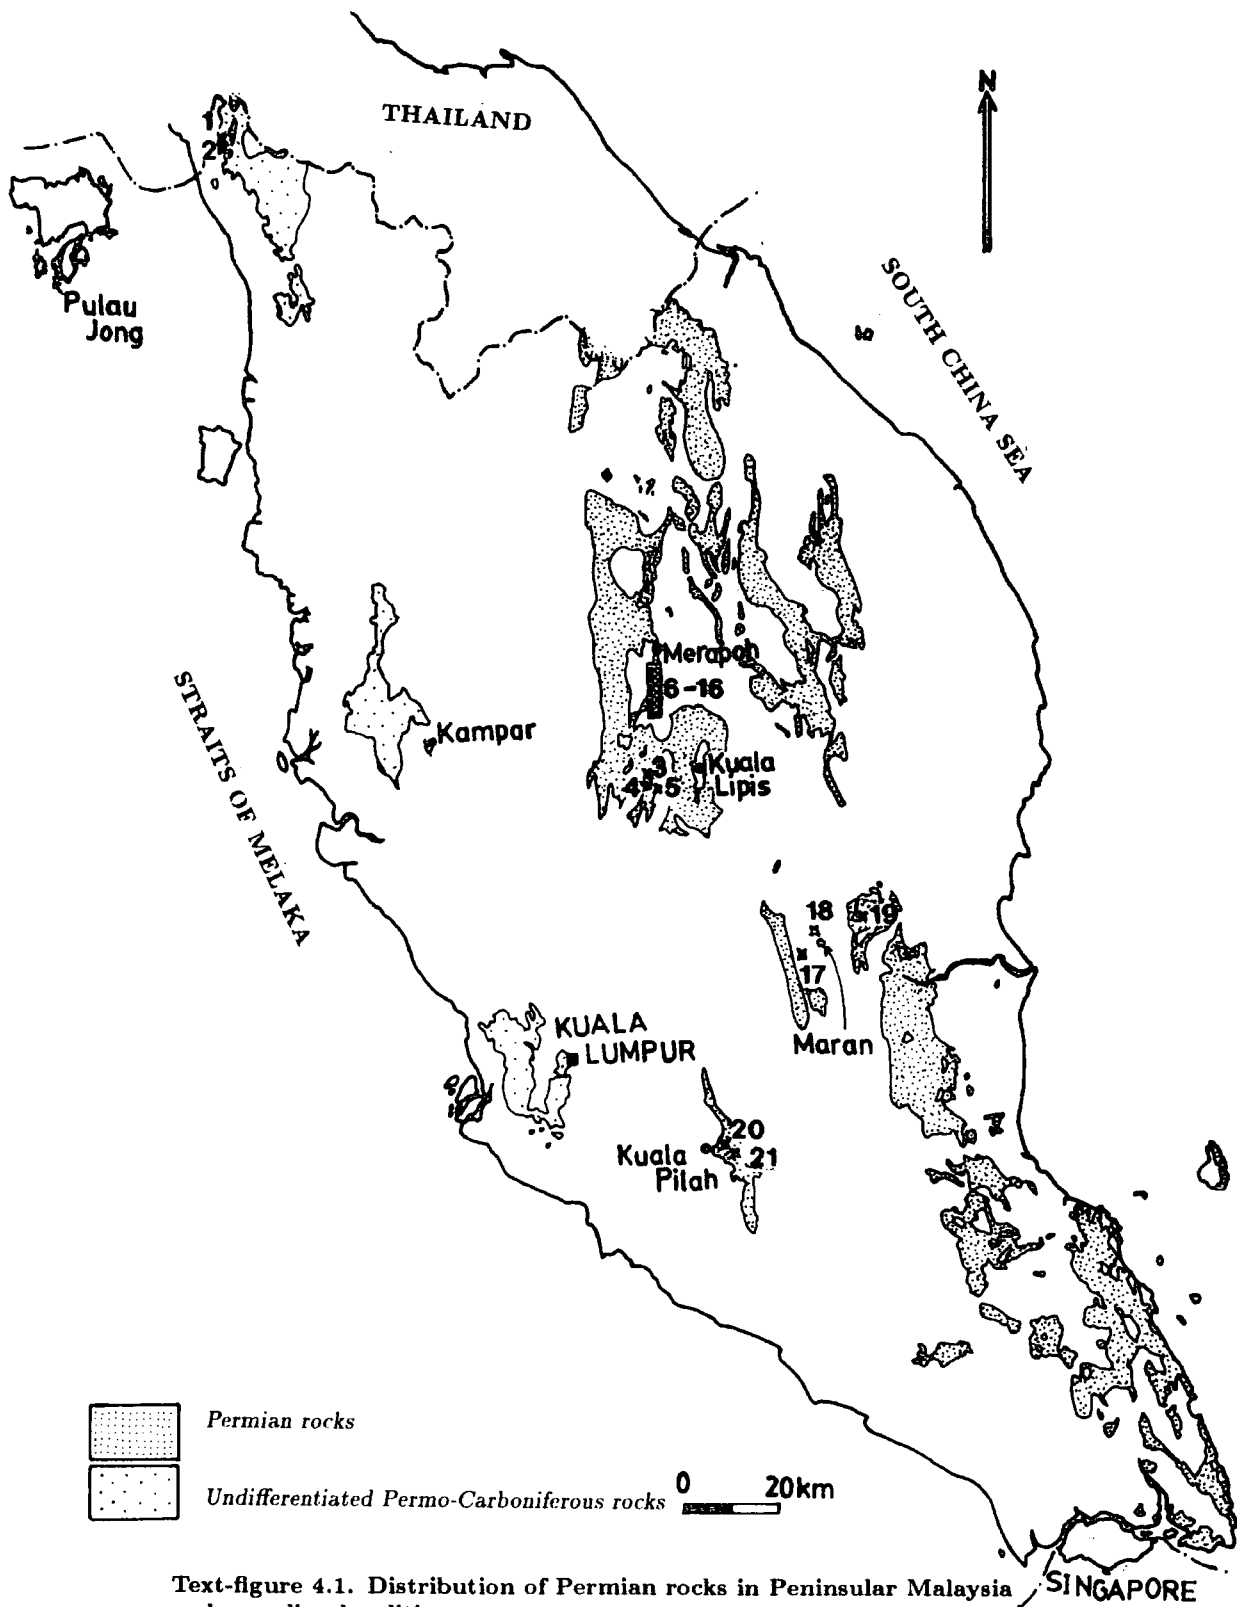 N
THAILAND
1
2
SOUTH CHINA SEA
Pulau
Jong
Merapoh
6-16
Kampar
3
4
5
Kuala
Lipis
STRAITS OF MELAKA
18
19
17
Maran
KUALA
LUMPUR
20
21
Kuala
Pilah
Permian rocks
Undifferentiated Permo-Carboniferous rocks
0 20km
Text-figure 4.1. Distribution of Permian rocks in Peninsular Malaysia
SINGAPORE